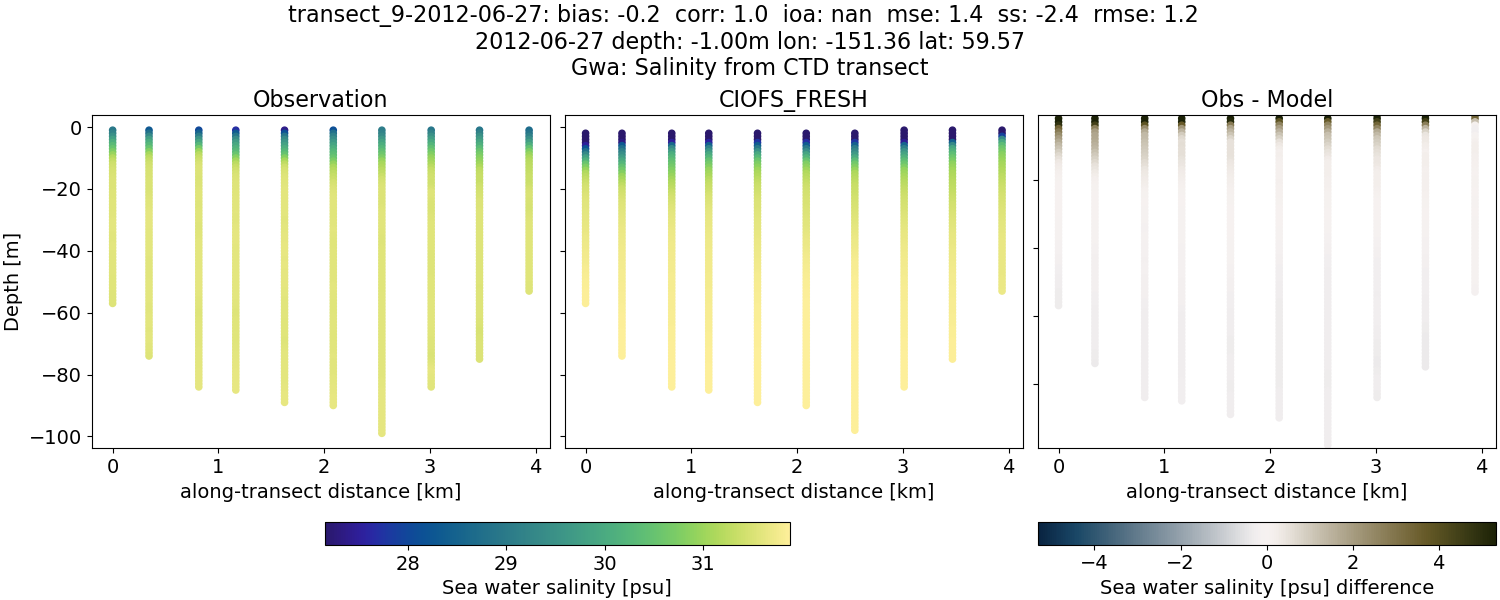 transect_9-2012-06-27: bias: -0.2  corr: 1.0  ioa: nan  mse: 1.4  ss: -2.4  rmse: 1.2
2012-06-27 depth: -1.00m lon: -151.36 lat: 59.57
Gwa: Salinity from CTD transect
Observation
CIOFS_FRESH
Obs - Model
Depth [m]
0
−20
−40
−60
−80
−100
0 1 2 3 4
0 1 2 3 4
0 1 2 3 4
along-transect distance [km]
along-transect distance [km]
along-transect distance [km]
28 29 30 31
Sea water salinity [psu]
−4 −2 0 2 4
Sea water salinity [psu] difference